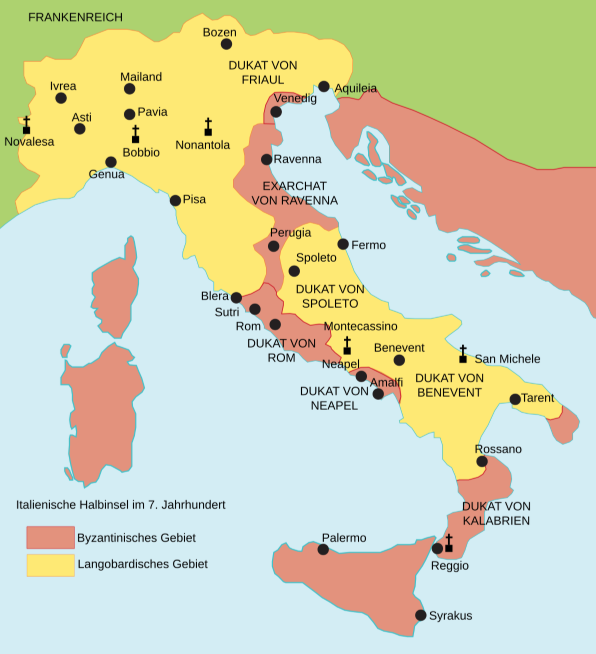 FRANKENREICH
Bozen
DUKAT VON
FRIAUL
Mailand
Ivrea
Aquileia
Venedig
Pavia
Asti
Novalesa
Bobbio
Nonantola
Genua
Ravenna
EXARCHAT
VON RAVENNA
Pisa
Perugia
Fermo
Spoleto
DUKAT VON
SPOLETO
Blera
Sutri
Rom
Montecassino
DUKAT VON
ROM
Benevent
San Michele
Neapel
Amalfi
DUKAT VON
NEAPEL
DUKAT VON
BENEVENT
Tarent
Rossano
Italienische Halbinsel im 7. Jahrhundert
DUKAT VON
KALABRIEN
Byzantinisches Gebiet
Langobardisches Gebiet
Palermo
Reggio
Syrakus